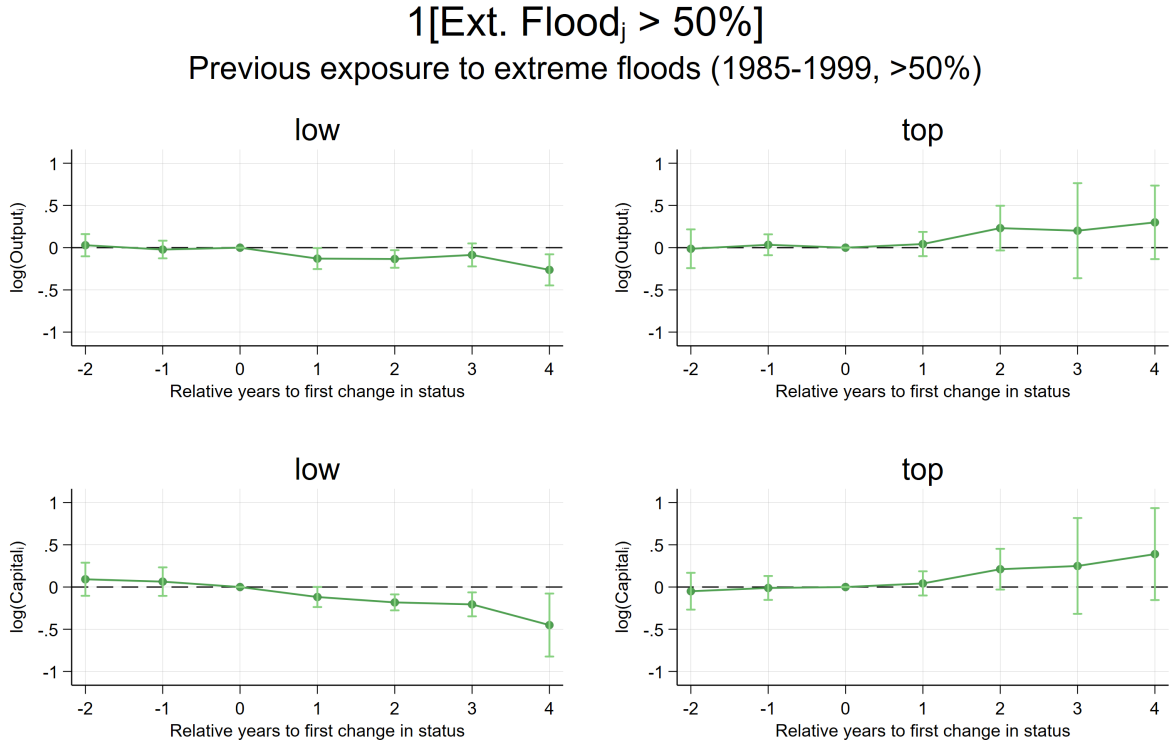 1[Ext. Floodⱼ > 50%]
Previous exposure to extreme floods (1985-1999, >50%)
low
log(Outputᵢ)
1
.5
0
-.5
-1
-2 -1 0 1 2 3 4
Relative years to first change in status
top
log(Outputᵢ)
1
.5
0
-.5
-1
-2 -1 0 1 2 3 4
Relative years to first change in status
low
log(Capitalᵢ)
1
.5
0
-.5
-1
-2 -1 0 1 2 3 4
Relative years to first change in status
top
log(Capitalᵢ)
1
.5
0
-.5
-1
-2 -1 0 1 2 3 4
Relative years to first change in status